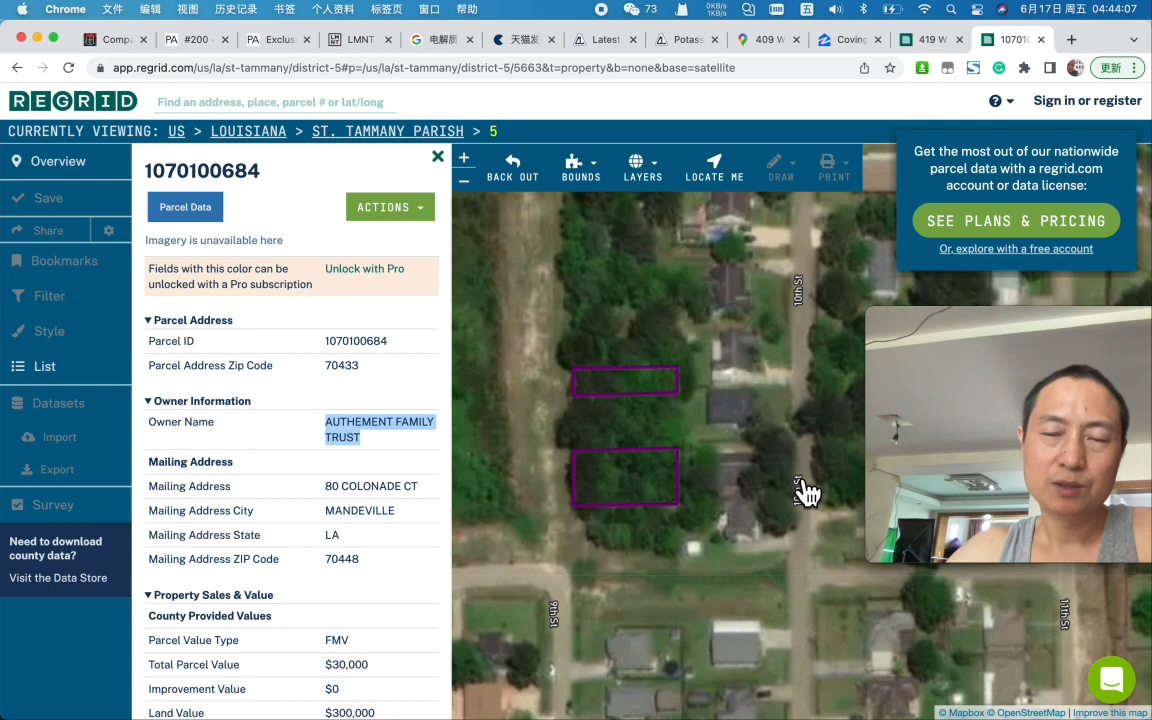 Chrome 文件 编辑 视图 历史记录 书签 个人资料 标签页 窗口 帮助 73 0KB/s 1KB/s 五 6月17日 周五 04:44:07
Compa PA #200 - PA Exclus LMNT 电解质 天猫发 Latest Potass 409 W Coving 419 W 10701
app.regrid.com/us/la/st-tammany/district-5#p=/us/la/st-tammany/district-5/5663&t=property&b=none&base=satellite 更新
REGRID Find an address, place, parcel # or lat/long Sign in or register
CURRENTLY VIEWING: US > LOUISIANA > ST. TAMMANY PARISH > 5
Overview
Save
Share
Bookmarks
Filter
Style
List
Datasets
Import
Export
Survey
Need to download
county data?
Visit the Data Store
1070100684
Parcel Data ACTIONS
Imagery is unavailable here
Fields with this color can be unlocked with a Pro subscription Unlock with Pro
Parcel Address
Parcel ID 1070100684
Parcel Address Zip Code 70433
Owner Information
Owner Name AUTHEMENT FAMILY
TRUST
Mailing Address
Mailing Address 80 COLONADE CT
Mailing Address City MANDEVILLE
Mailing Address State LA
Mailing Address ZIP Code 70448
Property Sales & Value
County Provided Values
Parcel Value Type FMV
Total Parcel Value $30,000
Improvement Value $0
Land Value $300,000
BACK OUT BOUNDS LAYERS LOCATE ME DRAW PRINT
Get the most out of our nationwide
parcel data with a regrid.com
account or data license:
SEE PLANS & PRICING
Or, explore with a free account
10th St
10th St
9th St
11th St
© Mapbox © OpenStreetMap | Improve this map